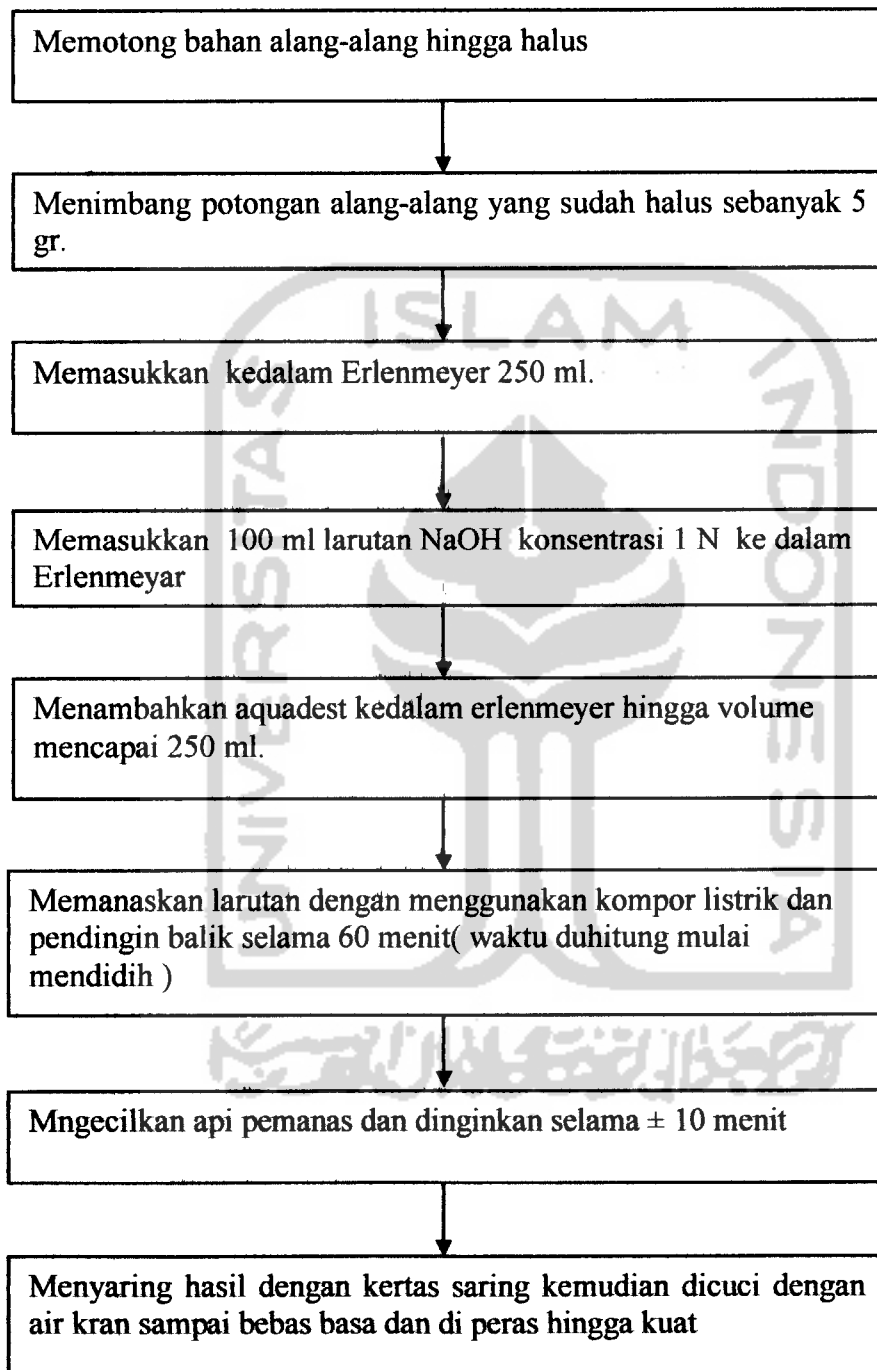 Memotong bahan alang-alang hingga halus
Menimbang potongan alang-alang yang sudah halus sebanyak 5
gr.
ISLAM
UNIVERSITAS
INDONESIA
Memasukkan kedalam Erlenmeyer 250 ml.
Memasukkan 100 ml larutan NaOH konsentrasi 1 N ke dalam
Erlenmeyar
Menambahkan aquadest kedalam erlenmeyer hingga volume
mencapai 250 ml.
Memanaskan larutan dengan menggunakan kompor listrik dan
pendingin balik selama 60 menit( waktu duhitung mulai
mendidih )
Mngecilkan api pemanas dan dinginkan selama ± 10 menit
Menyaring hasil dengan kertas saring kemudian dicuci dengan
air kran sampai bebas basa dan di peras hingga kuat